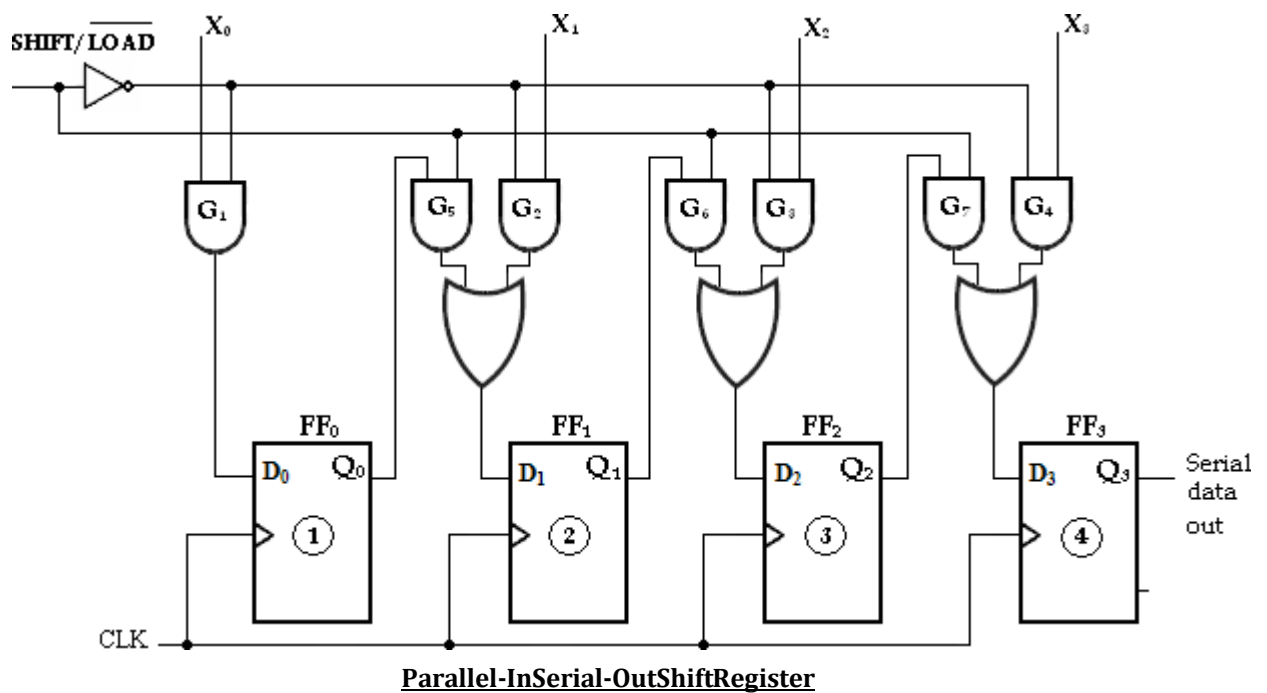 X₀ X₁ X₂ X₃
SHIFT/L̅O̅A̅D̅
G₁ G₅ G₂ G₆ G₃ G₇ G₄
FF₀ FF₁ FF₂ FF₃
D₀ Q₀ D₁ Q₁ D₂ Q₂ D₃ Q₃
Serial
data
out
1 2 3 4
CLK
Parallel-InSerial-OutShiftRegister